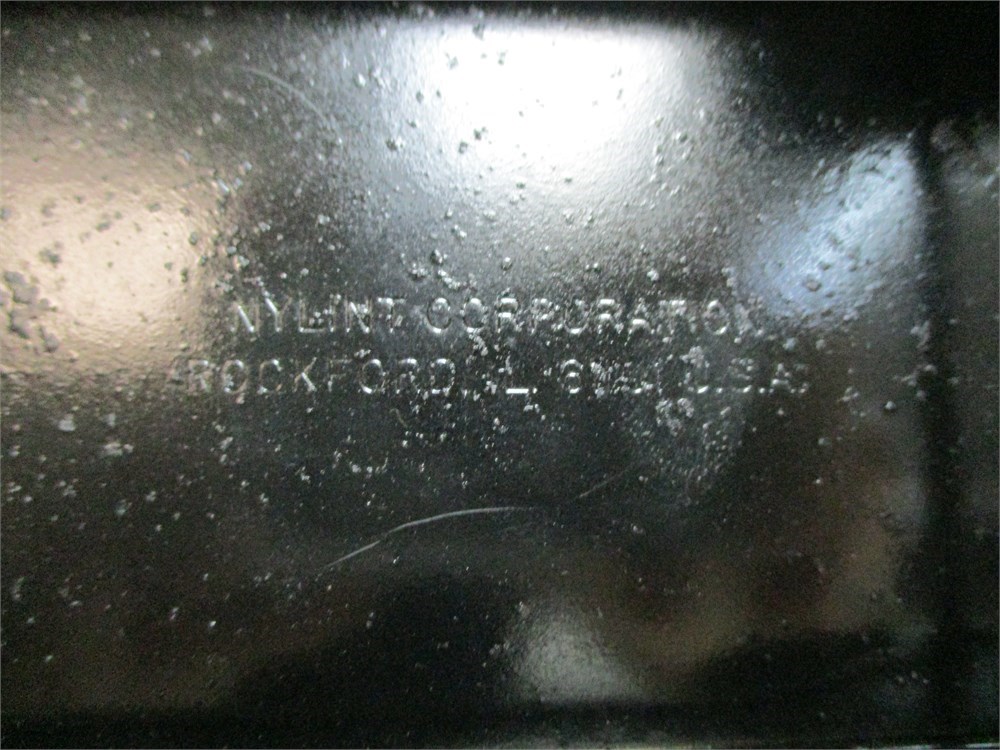 NYLINT CORPORATION
ROCKFORD, IL U.S.A.